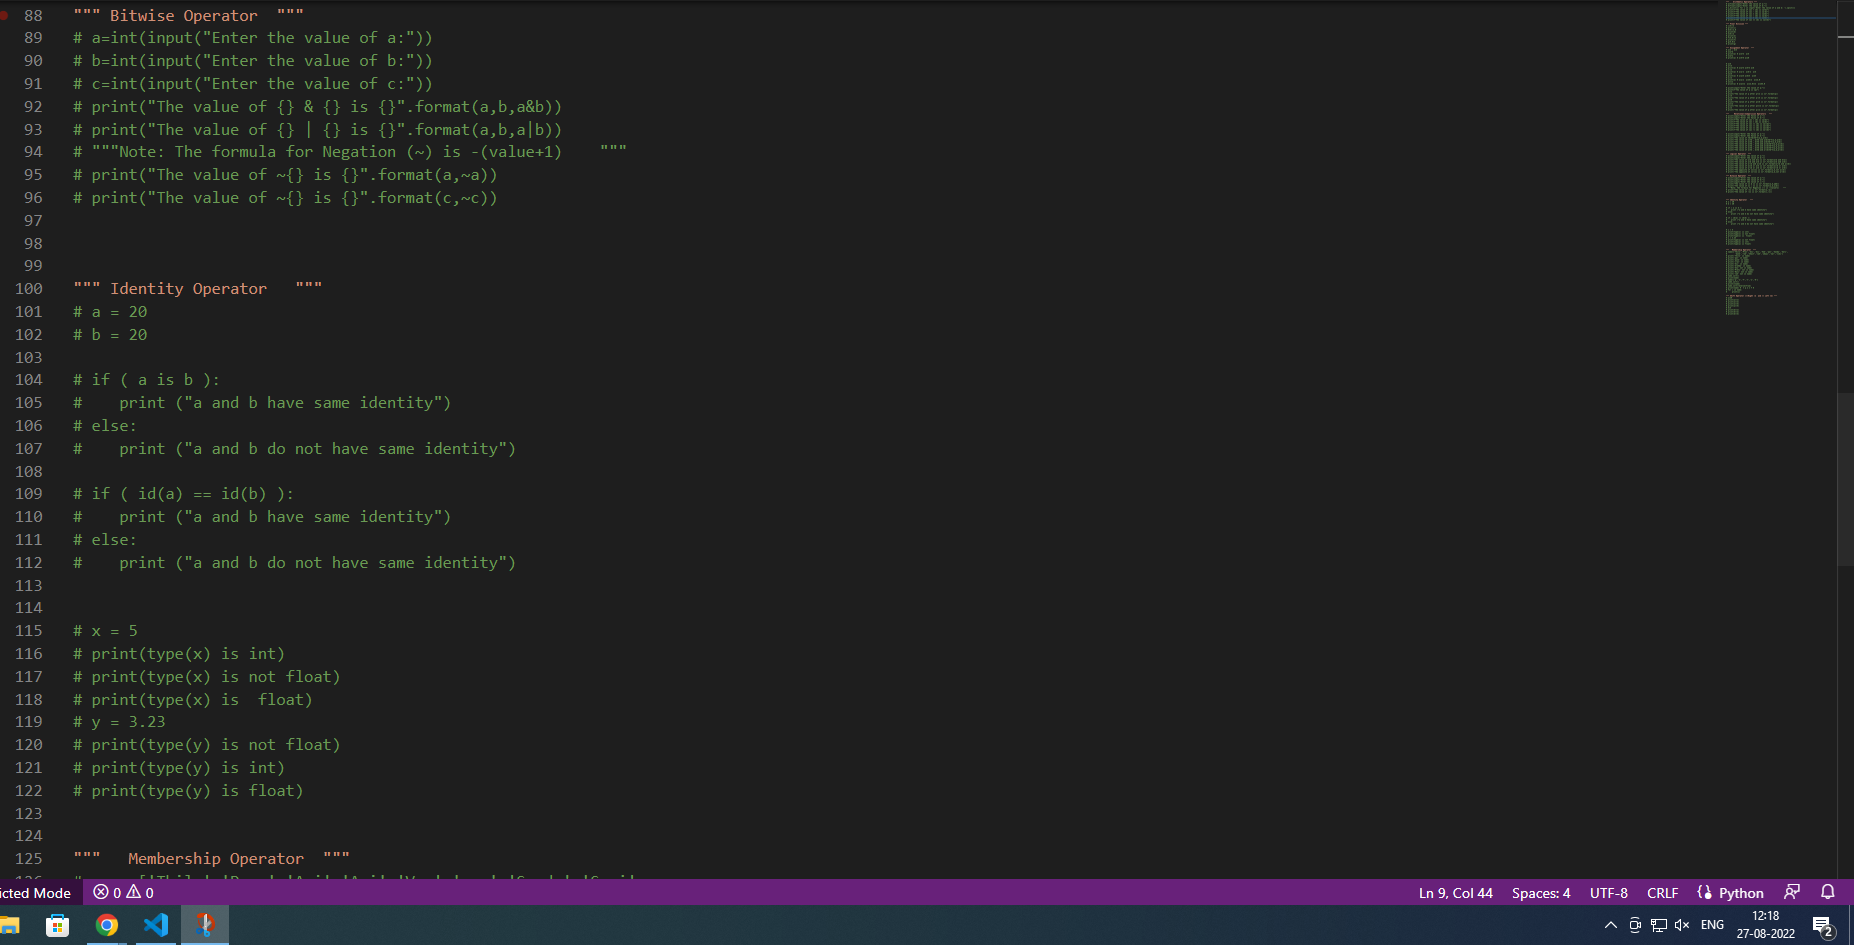 88 """ Bitwise Operator  """
89 # a=int(input("Enter the value of a:"))
90 # b=int(input("Enter the value of b:"))
91 # c=int(input("Enter the value of c:"))
92 # print("The value of {} & {} is {}".format(a,b,a&b))
93 # print("The value of {} | {} is {}".format(a,b,a|b))
94 # """Note: The formula for Negation (~) is -(value+1)    """
95 # print("The value of ~{} is {}".format(a,~a))
96 # print("The value of ~{} is {}".format(c,~c))
97
98
99
100 """ Identity Operator   """
101 # a = 20
102 # b = 20
103
104 # if ( a is b ):
105 #    print ("a and b have same identity")
106 # else:
107 #    print ("a and b do not have same identity")
108
109 # if ( id(a) == id(b) ):
110 #    print ("a and b have same identity")
111 # else:
112 #    print ("a and b do not have same identity")
113
114
115 # x = 5
116 # print(type(x) is int)
117 # print(type(x) is not float)
118 # print(type(x) is  float)
119 # y = 3.23
120 # print(type(y) is not float)
121 # print(type(y) is int)
122 # print(type(y) is float)
123
124
125 """   Membership Operator  """
icted Mode 0 0 Ln 9, Col 44 Spaces: 4 UTF-8 CRLF Python
ENG 12:18
27-08-2022 2